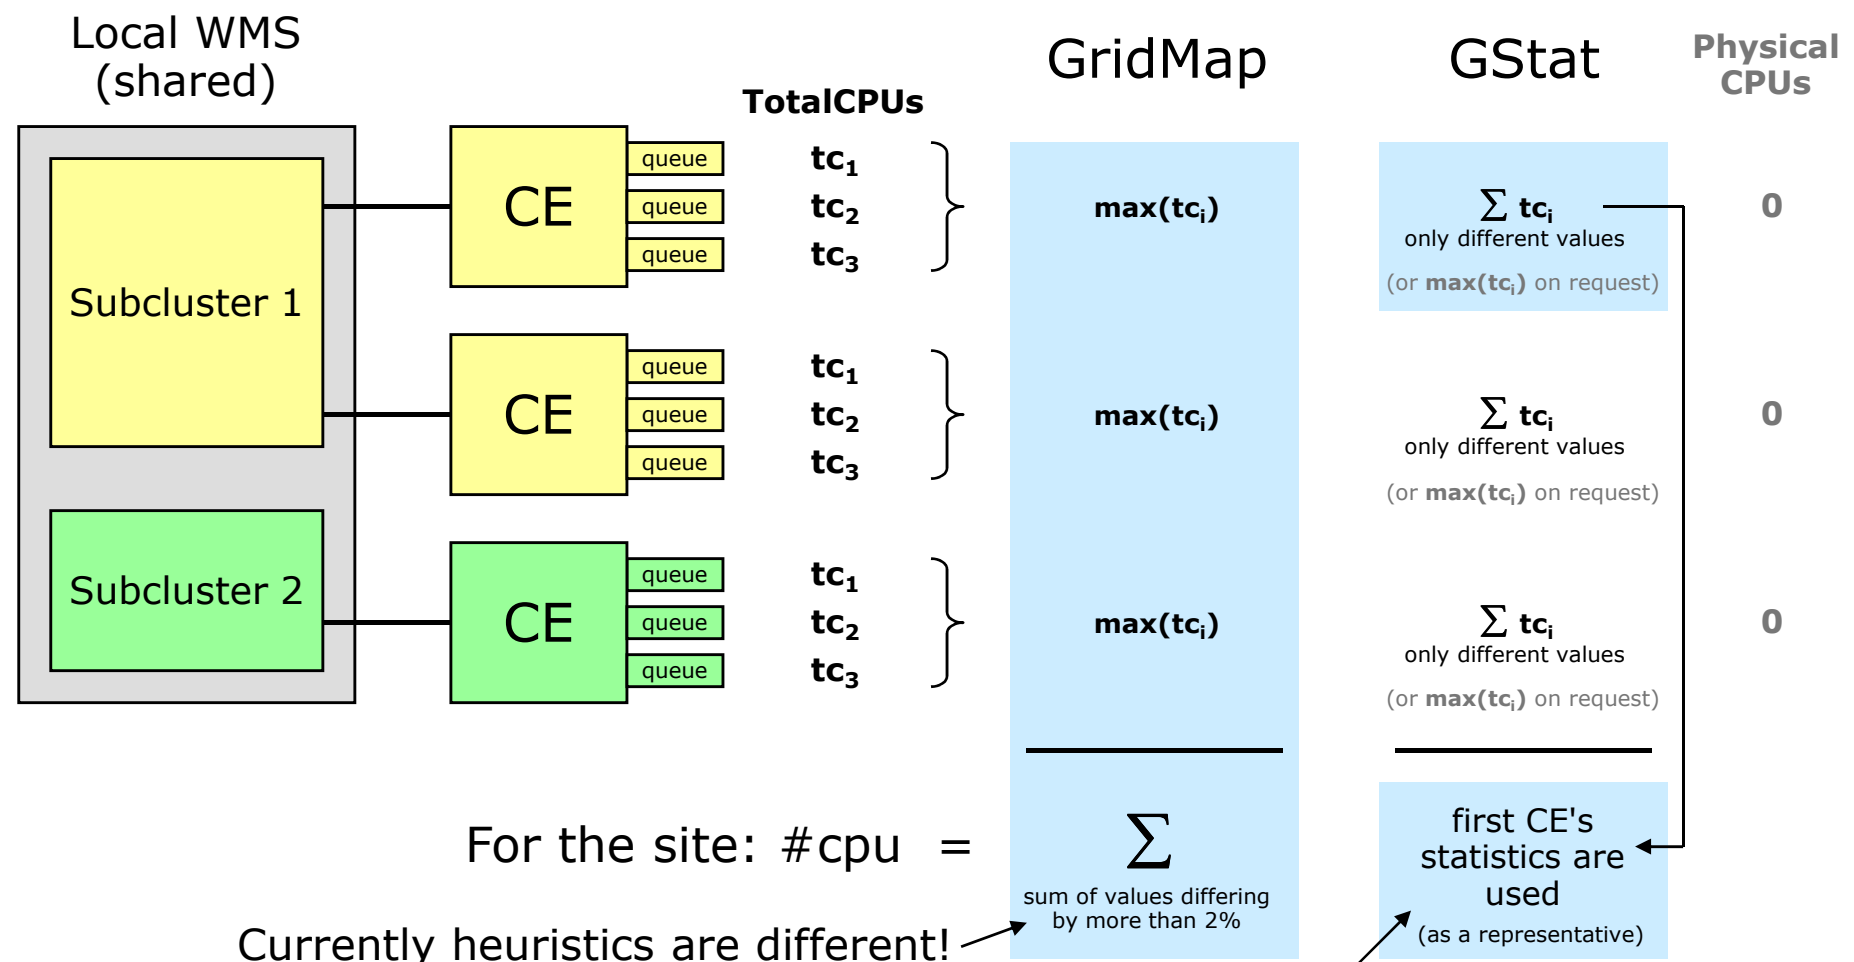 Local WMS
(shared)
GridMap
GStat
Physical
CPUs
TotalCPUs
Subcluster 1
Subcluster 2
CE
queue
queue
queue
tc1
tc2
tc3
max(tci)
∑ tci
only different values
(or max(tci) on request)
0
CE
queue
queue
queue
tc1
tc2
tc3
max(tci)
∑ tci
only different values
(or max(tci) on request)
0
CE
queue
queue
queue
tc1
tc2
tc3
max(tci)
∑ tci
only different values
(or max(tci) on request)
0
For the site: #cpu =
∑
sum of values differing
by more than 2%
first CE's
statistics are
used
(as a representative)
Currently heuristics are different!